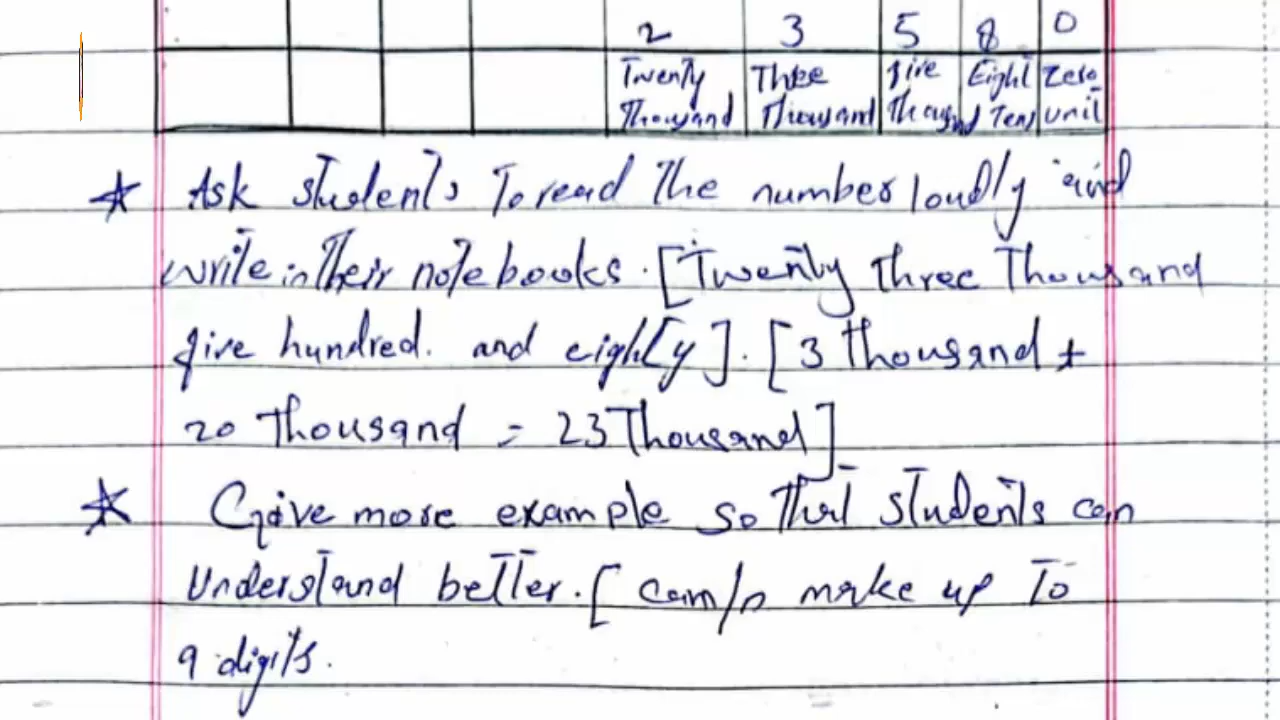 2 3 5 8 0
Twenty Three five Eight Zero
Thousand Thousand Thousand Tens unit
Ask students To read The number loudly and
write in Their notebooks. [Twenty three Thousand
five hundred. and eighty]. [3 Thousand +
20 Thousand = 23 Thousand]
Give more example so That students can
Understand better. [ make up To
9 digits.